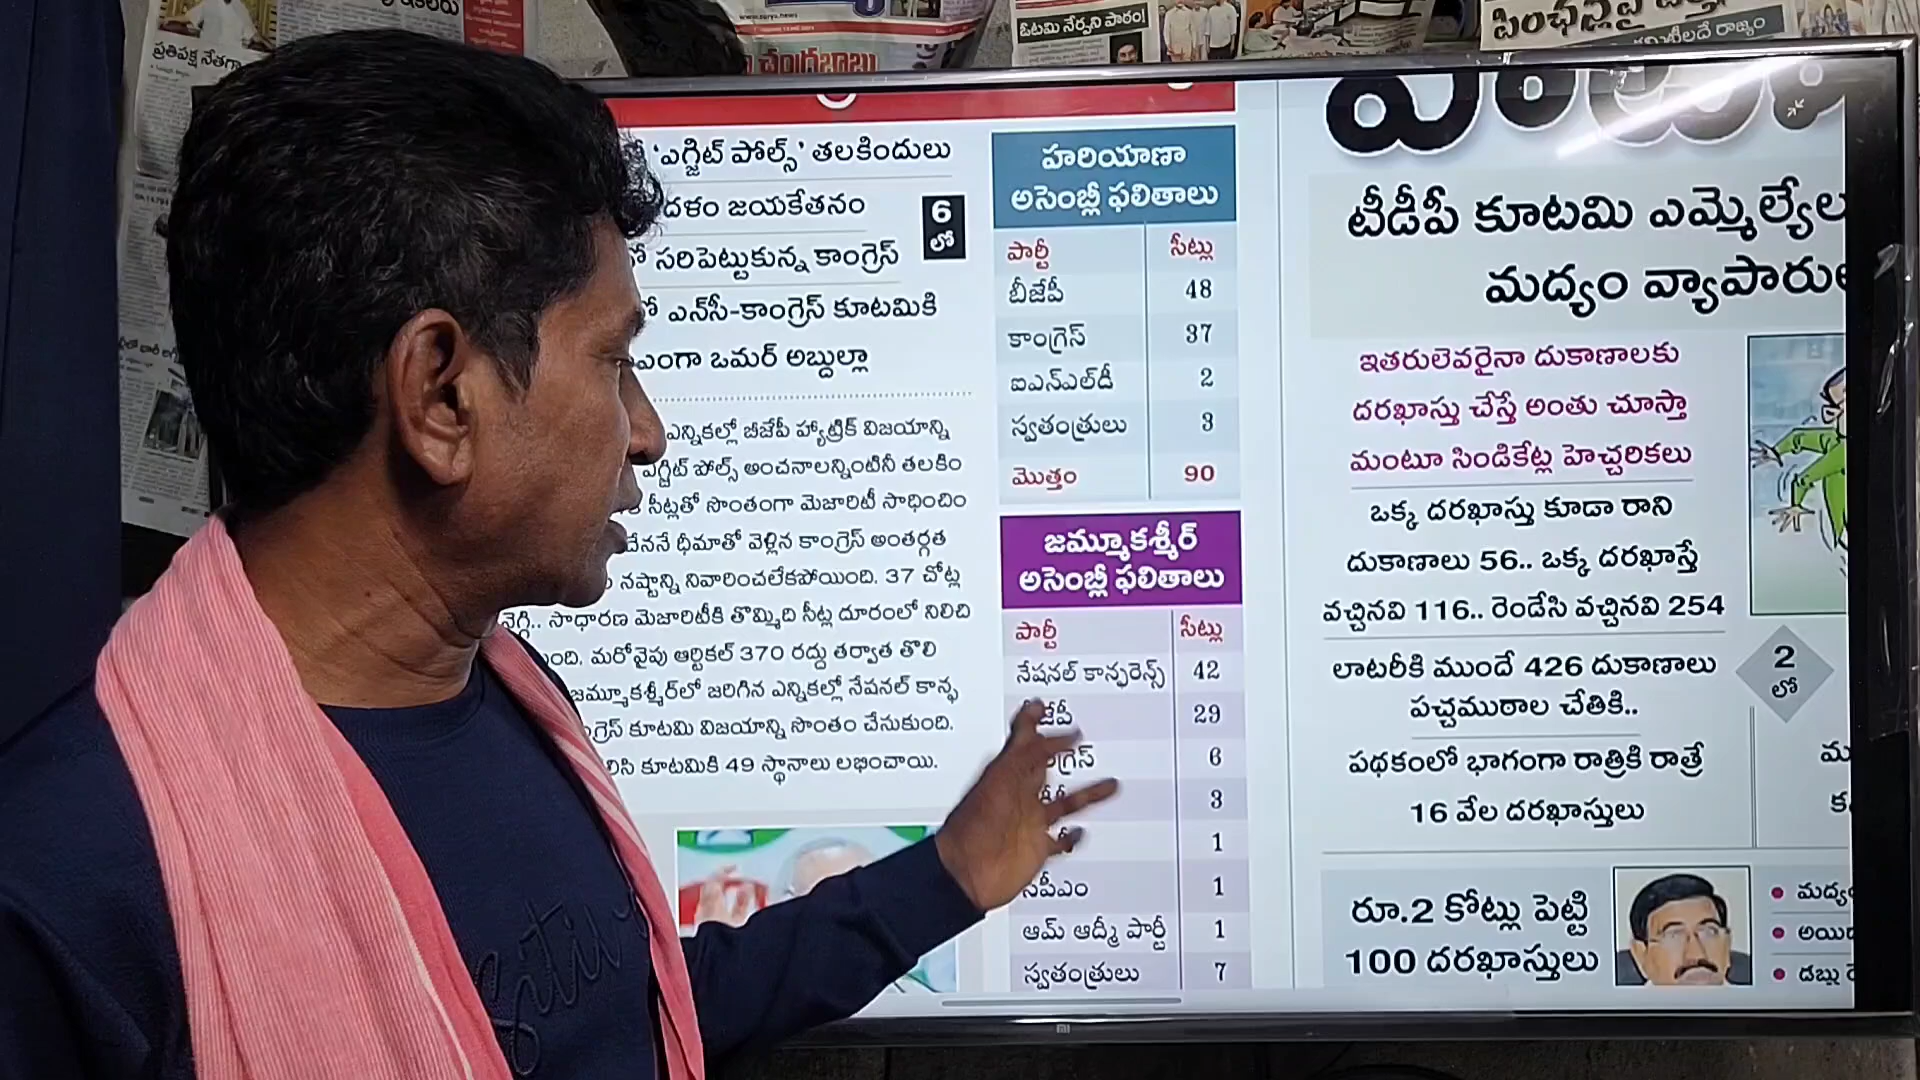 ప్రతిపక్ష నేతగా
చంద్రబాబు
ఓటమి నేర్పని పాఠం!
'ఎగ్జిట్ పోల్స్' తలకిందులు
దళం జయకేతనం
సరిపెట్టుకున్న కాంగ్రెస్
ఎన్‌సీ-కాంగ్రెస్ కూటమికి
ఒమర్ అబ్దుల్లా
6
లో
ఎన్నికల్లో బీజేపీ హ్యాట్రిక్ విజయాన్ని
ఎగ్జిట్ పోల్స్ అంచనాలన్నింటినీ తలకిం
సీట్లతో సొంతంగా మెజారిటీ సాధించిం
ధీమాతో వెళ్లిన కాంగ్రెస్ అంతర్గత
నష్టాన్ని నివారించలేకపోయింది. 37 చోట్ల
నెగ్గి.. సాధారణ మెజారిటీకి తొమ్మిది సీట్ల దూరంలో నిలిచి
మరోవైపు ఆర్టికల్ 370 రద్దు తర్వాత తొలి
జమ్మూకశ్మీర్‌లో జరిగిన ఎన్నికల్లో నేషనల్ కాన్ఫ
కూటమి విజయాన్ని సొంతం చేసుకుంది.
కూటమికి 49 స్థానాలు లభించాయి.
హరియాణా
అసెంబ్లీ ఫలితాలు
పార్టీ సీట్లు
బీజేపీ 48
కాంగ్రెస్ 37
ఐఎన్ఎల్‌డీ 2
స్వతంత్రులు 3
మొత్తం 90
జమ్మూకశ్మీర్
అసెంబ్లీ ఫలితాలు
పార్టీ సీట్లు
నేషనల్ కాన్ఫరెన్స్ 42
29
6
3
1
సీపీఎం 1
ఆమ్ ఆద్మీ పార్టీ 1
స్వతంత్రులు 7
టీడీపీ కూటమి ఎమ్మెల్యేల
మద్యం వ్యాపారు
ఇతరులెవరైనా దుకాణాలకు
దరఖాస్తు చేస్తే అంతు చూస్తా
మంటూ సిండికేట్ల హెచ్చరికలు
ఒక్క దరఖాస్తు కూడా రాని
దుకాణాలు 56.. ఒక్క దరఖాస్తే
వచ్చినవి 116.. రెండేసి వచ్చినవి 254
లాటరీకి ముందే 426 దుకాణాలు
పచ్చముఠాల చేతికి..
2
లో
పథకంలో భాగంగా రాత్రికి రాత్రే
16 వేల దరఖాస్తులు
రూ.2 కోట్లు పెట్టి
100 దరఖాస్తులు
mi